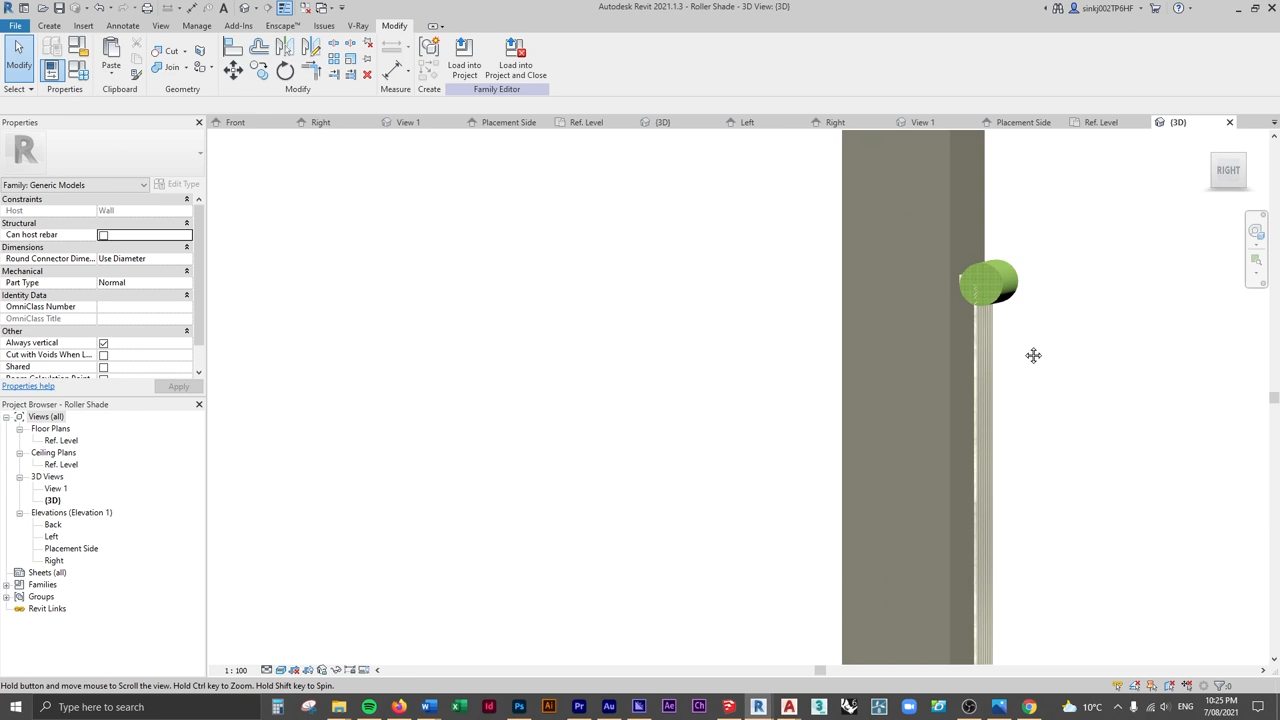 Autodesk Revit 2021.1.3 - Roller Shade - 3D View: {3D}
sinkj002TP6HF
File Create Insert Annotate View Manage Add-Ins Enscape™ Issues V-Ray Modify
Modify Paste Cut Join Load into Project Load into Project and Close
Select Properties Clipboard Geometry Modify Measure Create Family Editor
Properties
Front Right View 1 Placement Side Ref. Level {3D} Left Right View 1 Placement Side Ref. Level {3D}
RIGHT
Family: Generic Models Edit Type
Constraints
Host Wall
Structural
Can host rebar
Dimensions
Round Connector Dime... Use Diameter
Mechanical
Part Type Normal
Identity Data
OmniClass Number
OmniClass Title
Other
Always vertical
Cut with Voids When L...
Shared
Properties help Apply
Project Browser - Roller Shade
Views (all)
Floor Plans
Ref. Level
Ceiling Plans
Ref. Level
3D Views
View 1
{3D}
Elevations (Elevation 1)
Back
Left
Placement Side
Right
Sheets (all)
Families
Groups
Revit Links
1 : 100
Hold button and move mouse to Scroll the view. Hold Ctrl key to Zoom. Hold Shift key to Spin.
:0
Type here to search
10°C
ENG
10:25 PM
7/08/2021